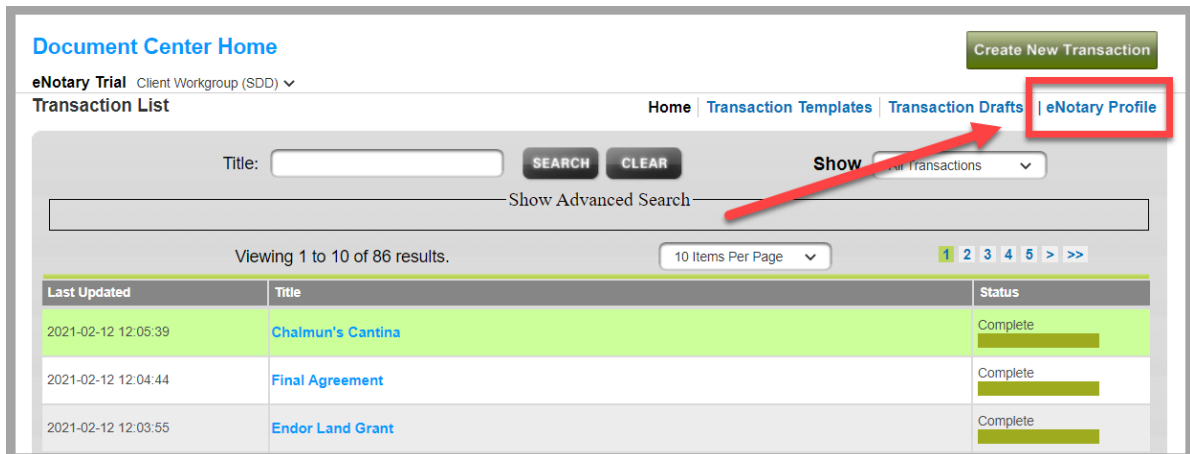 Document Center Home
Create New Transaction
eNotary Trial Client Workgroup (SDD)
Transaction List
Home Transaction Templates Transaction Drafts | eNotary Profile
Title: SEARCH CLEAR Show All Transactions
Show Advanced Search
Viewing 1 to 10 of 86 results. 10 Items Per Page 1 2 3 4 5 > >>
Last Updated Title Status
2021-02-12 12:05:39 Chalmun's Cantina Complete
2021-02-12 12:04:44 Final Agreement Complete
2021-02-12 12:03:55 Endor Land Grant Complete